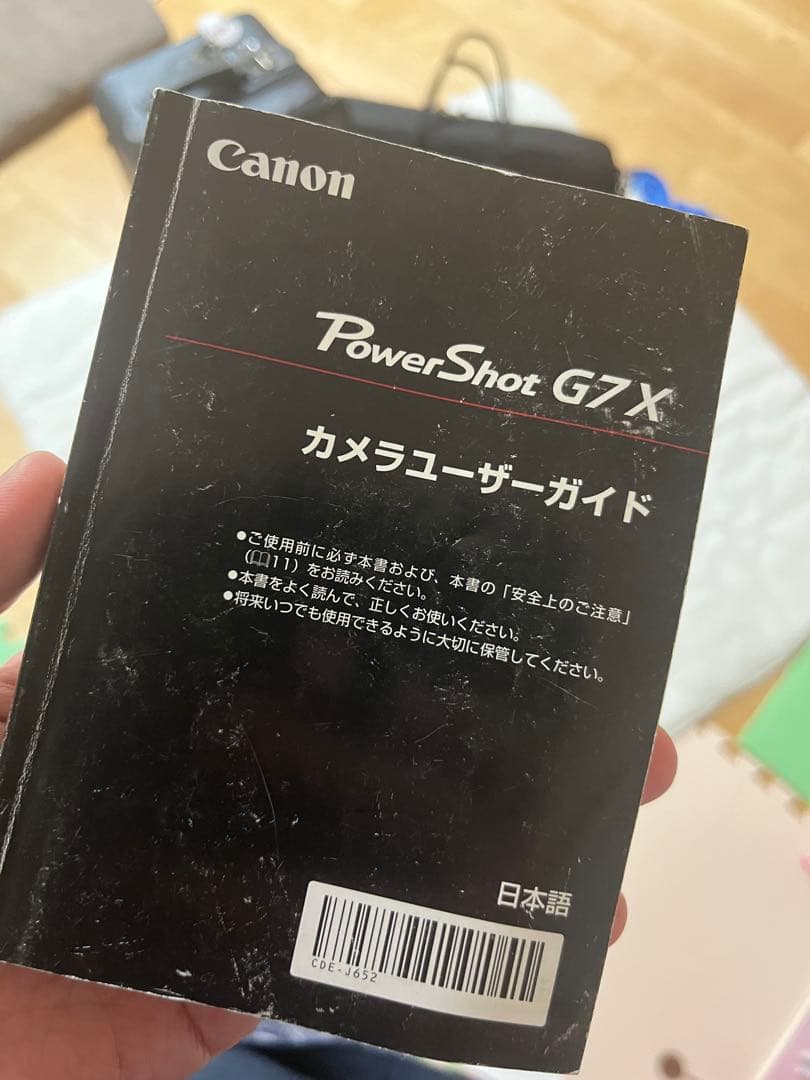 Canon
PowerShot G7 X
カメラユーザーガイド
●ご使用前に必ず本書および、本書の「安全上のご注意」
（📖11）をお読みください。
●本書をよく読んで、正しくお使いください。
●将来いつでも使用できるように大切に保管してください。
日本語
CDE-J652